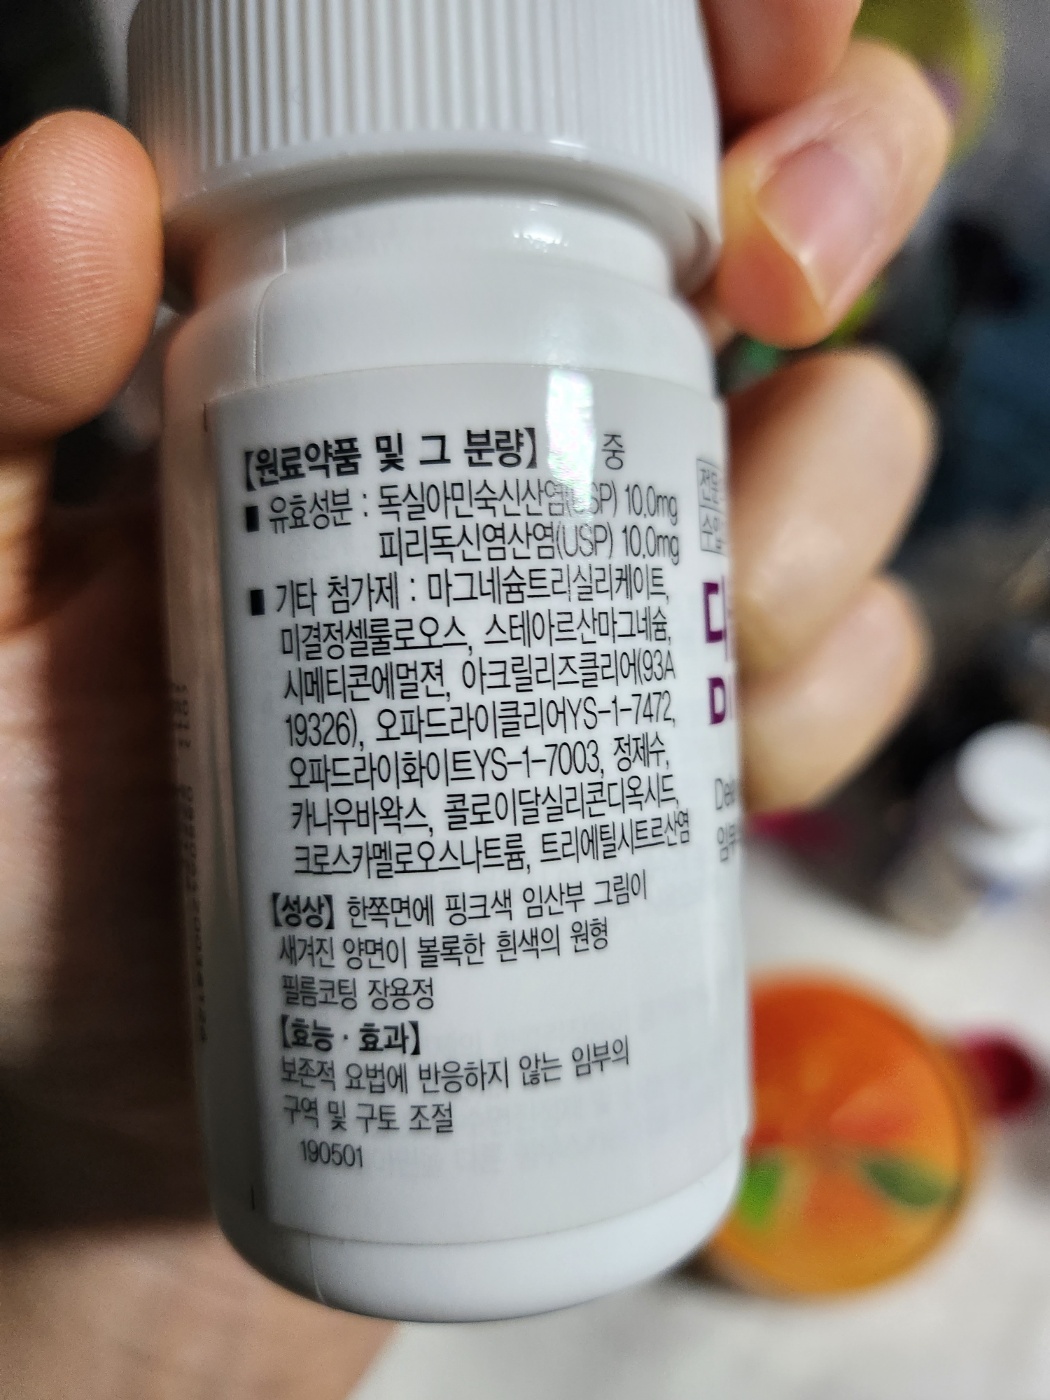 【원료약품 및 그 분량】 중
■ 유효성분 : 독실아민숙신산염(USP) 10.0mg
피리독신염산염(USP) 10.0mg
■ 기타 첨가제 : 마그네슘트리실리케이트,
미결정셀룰로오스, 스테아르산마그네슘,
시메티콘에멀젼, 아크릴리즈클리어(93A
19326), 오파드라이클리어YS-1-7472,
오파드라이화이트YS-1-7003, 정제수,
카나우바왁스, 콜로이달실리콘디옥시드,
크로스카멜로오스나트륨, 트리에틸시트르산염
【성상】 한쪽면에 핑크색 임산부 그림이
새겨진 양면이 볼록한 흰색의 원형
필름코팅 장용정
【효능·효과】
보존적 요법에 반응하지 않는 임부의
구역 및 구토 조절
190501